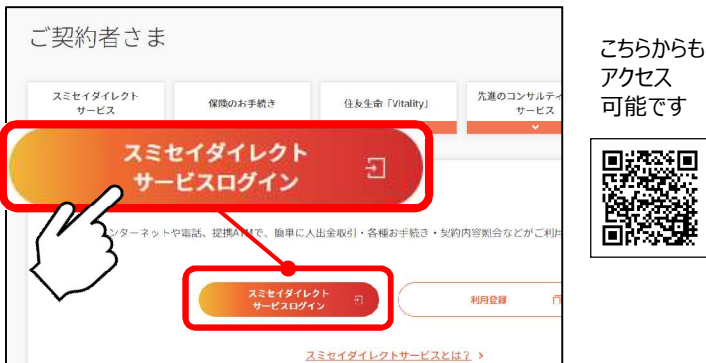 ご契約者さま
こちらからも
アクセス
可能です
スミセイダイレクト
サービス
保険のお手続き
住友生命「Vitality」
先進のコンサルティ
サービス
スミセイダイレクト
サービスログイン
ンターネットや電話、提携ATMで、簡単に入出金取引・各種お手続き・契約内容照会などがご利用
スミセイダイレクト
サービスログイン
利用登録
スミセイダイレクトサービスとは？